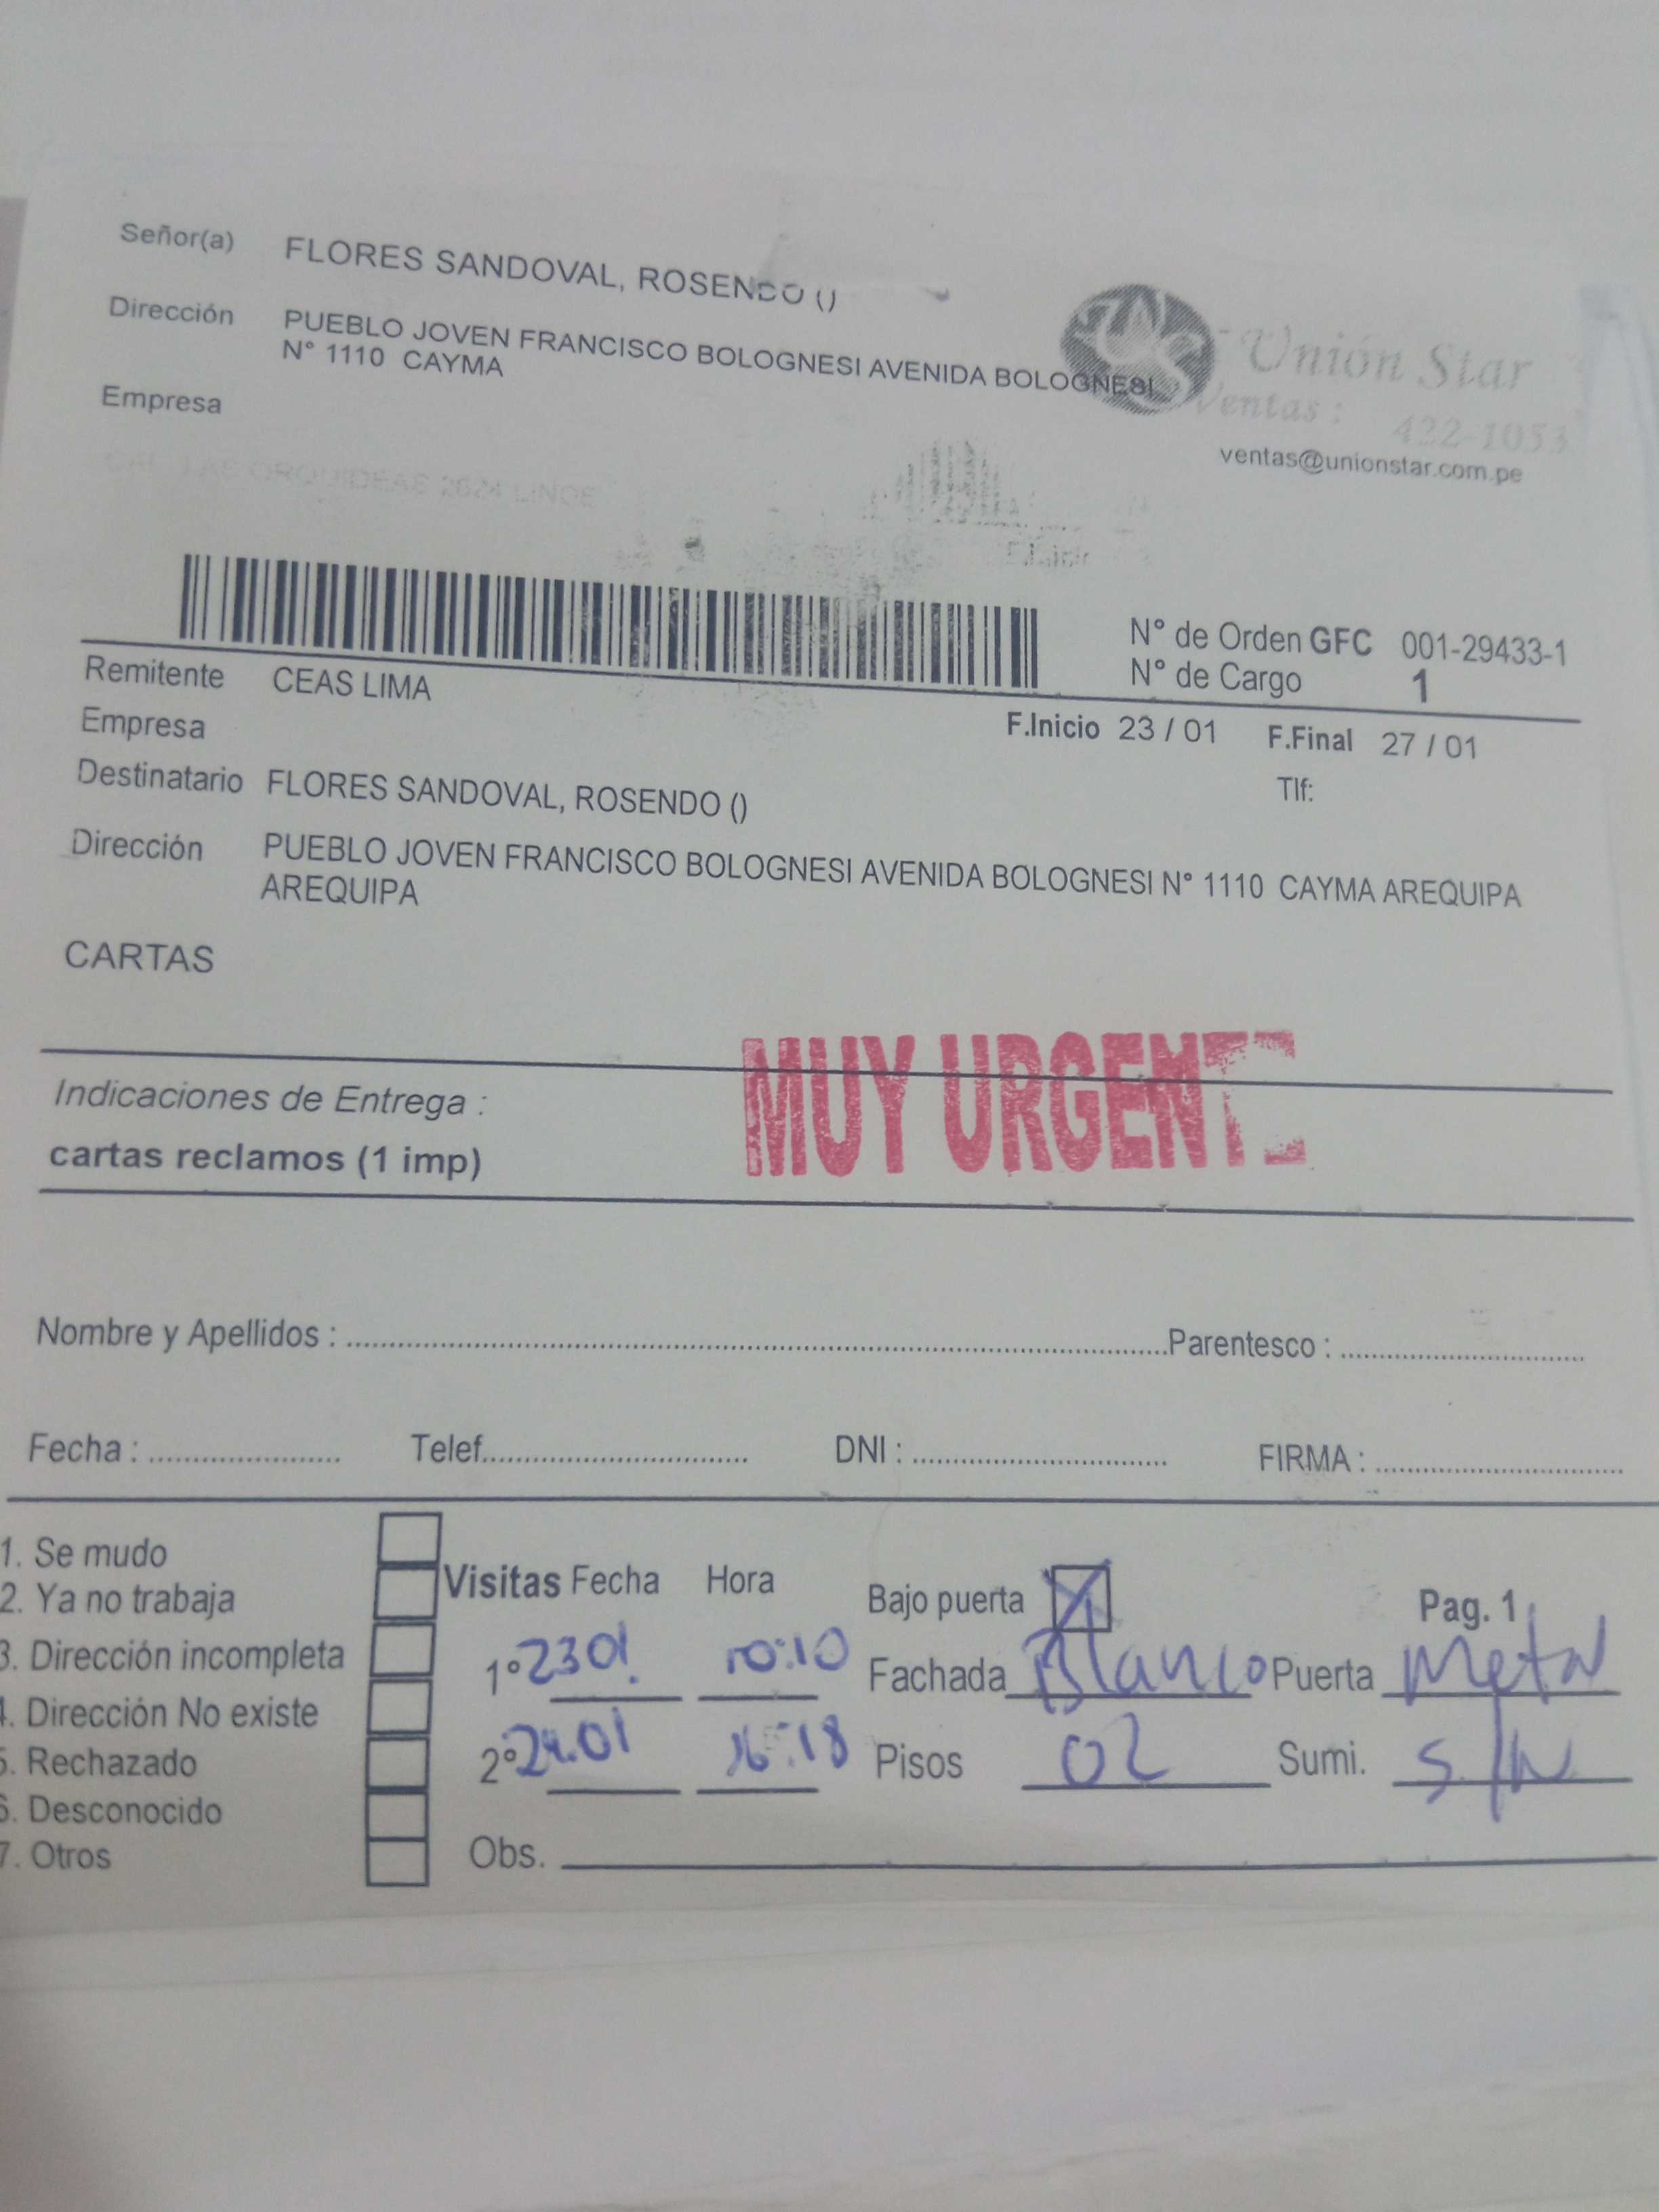 Señor(a) FLORES SANDOVAL, ROSENDO ()
Dirección PUEBLO JOVEN FRANCISCO BOLOGNESI AVENIDA BOLOGNESI
N° 1110 CAYMA
Unión Star
Ventas : 422-1053
ventas@unionstar.com.pe
Empresa
ORQUIDEAS 2624 LINCE
N° de Orden GFC 001-29433-1
N° de Cargo 1
Remitente CEAS LIMA
Empresa
F.Inicio 23 / 01 F.Final 27 / 01
Destinatario FLORES SANDOVAL, ROSENDO ()
Tlf:
Dirección PUEBLO JOVEN FRANCISCO BOLOGNESI AVENIDA BOLOGNESI N° 1110 CAYMA AREQUIPA
AREQUIPA
CARTAS
MUY URGENTE
Indicaciones de Entrega :
cartas reclamos (1 imp)
Nombre y Apellidos : Parentesco :
Fecha : Telef. DNI : FIRMA :
1. Se mudo
2. Ya no trabaja
3. Dirección incompleta
4. Dirección No existe
5. Rechazado
6. Desconocido
7. Otros
Visitas Fecha Hora
1° 23 01 10:10
2° 24.01 16:18
Obs.
Bajo puerta X Pag. 1
Fachada Blanco Puerta Metal
Pisos 02 Sumi. S/N